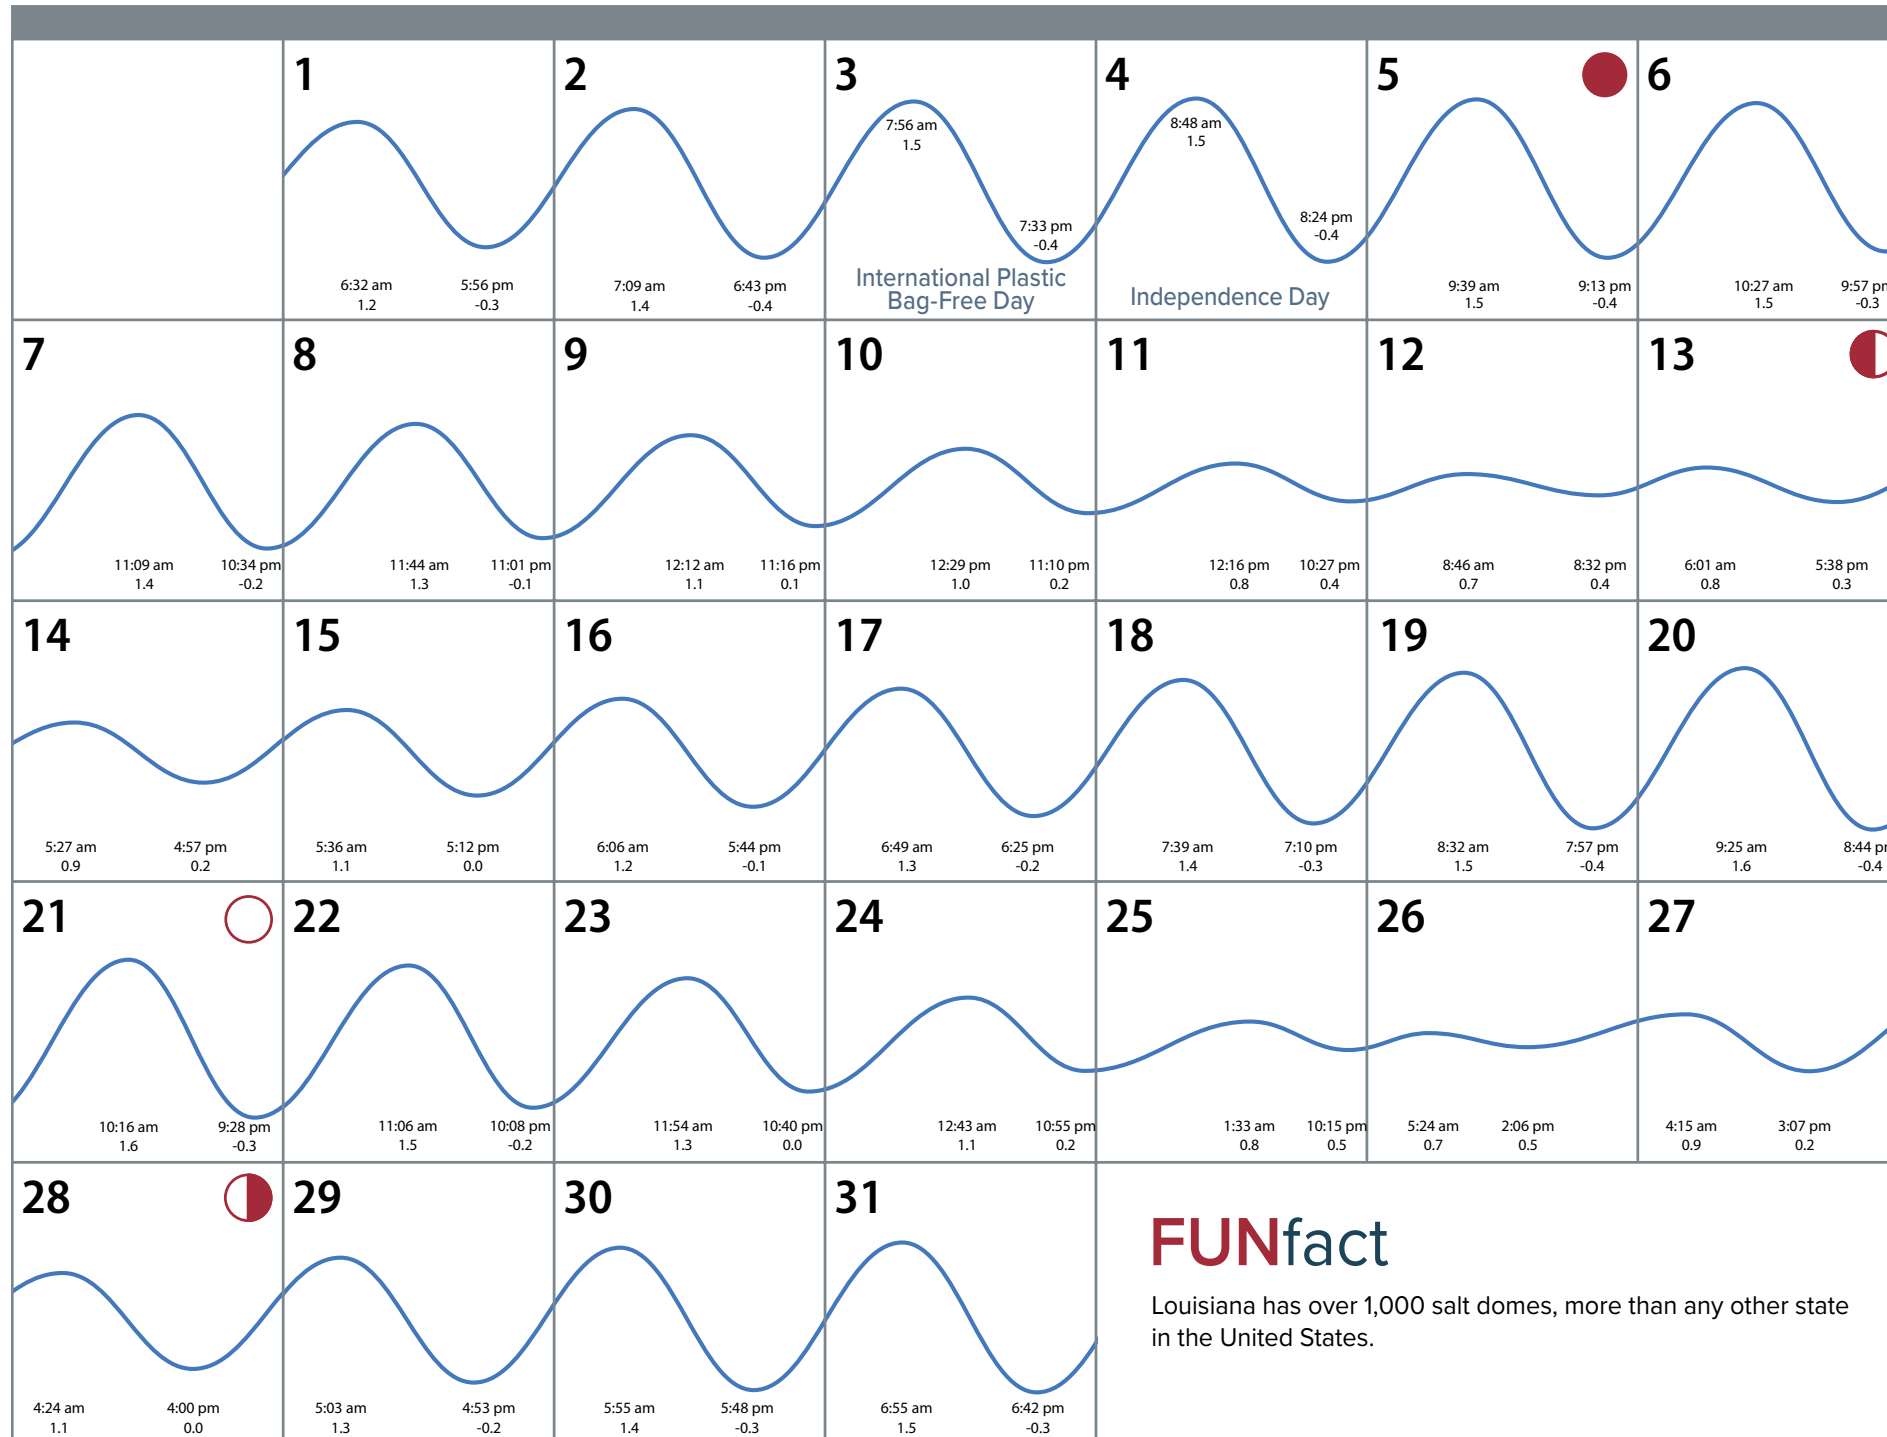 1
2
3
4
5
6
7:56 am
1.5
8:48 am
1.5
7:33 pm
-0.4
8:24 pm
-0.4
6:32 am
1.2
5:56 pm
-0.3
7:09 am
1.4
6:43 pm
-0.4
International Plastic
Bag-Free Day
Independence Day
9:39 am
1.5
9:13 pm
-0.4
10:27 am
1.5
9:57 pm
-0.3
7
8
9
10
11
12
13
11:09 am
1.4
10:34 pm
-0.2
11:44 am
1.3
11:01 pm
-0.1
12:12 am
1.1
11:16 pm
0.1
12:29 pm
1.0
11:10 pm
0.2
12:16 pm
0.8
10:27 pm
0.4
8:46 am
0.7
8:32 pm
0.4
6:01 am
0.8
5:38 pm
0.3
14
15
16
17
18
19
20
5:27 am
0.9
4:57 pm
0.2
5:36 am
1.1
5:12 pm
0.0
6:06 am
1.2
5:44 pm
-0.1
6:49 am
1.3
6:25 pm
-0.2
7:39 am
1.4
7:10 pm
-0.3
8:32 am
1.5
7:57 pm
-0.4
9:25 am
1.6
8:44 pm
-0.4
21
22
23
24
25
26
27
10:16 am
1.6
9:28 pm
-0.3
11:06 am
1.5
10:08 pm
-0.2
11:54 am
1.3
10:40 pm
0.0
12:43 am
1.1
10:55 pm
0.2
1:33 am
0.8
10:15 pm
0.5
5:24 am
0.7
2:06 pm
0.5
4:15 am
0.9
3:07 pm
0.2
28
29
30
31
4:24 am
1.1
4:00 pm
0.0
5:03 am
1.3
4:53 pm
-0.2
5:55 am
1.4
5:48 pm
-0.3
6:55 am
1.5
6:42 pm
-0.3
FUNfact
Louisiana has over 1,000 salt domes, more than any other state
in the United States.